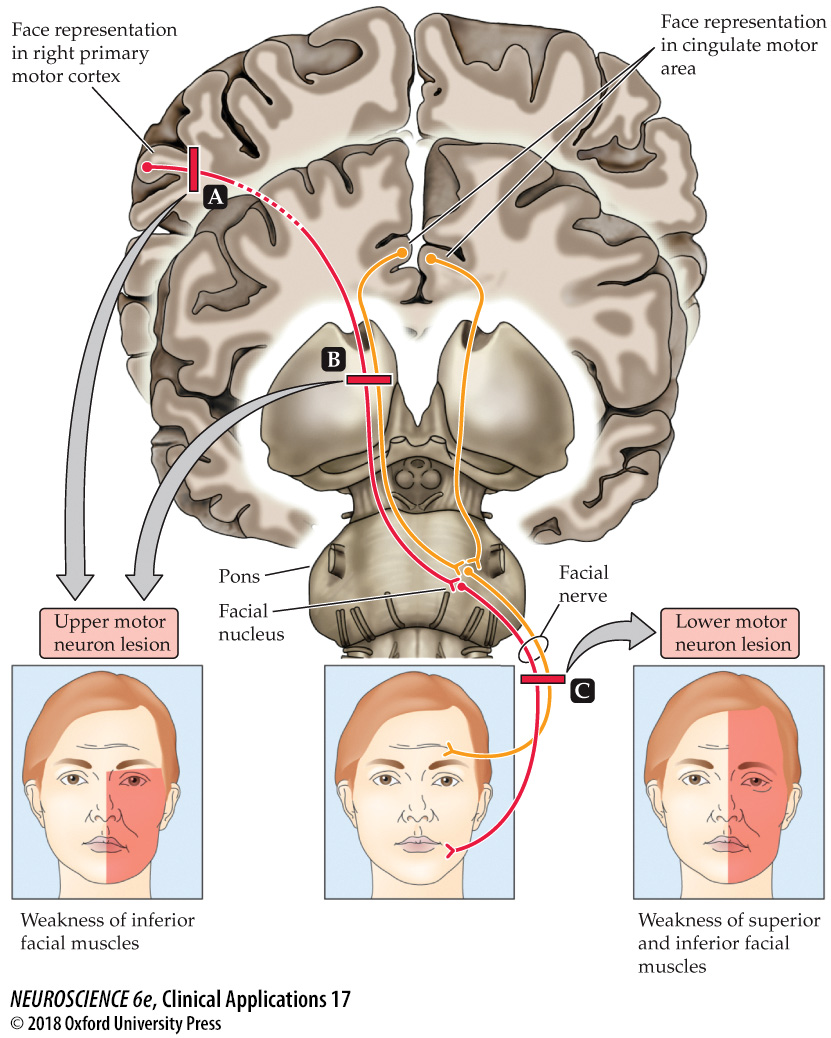 Face representation
in right primary
motor cortex
Face representation
in cingulate motor
area
A
B
Pons
Facial
nucleus
Facial
nerve
Upper motor
neuron lesion
Lower motor
neuron lesion
C
Weakness of inferior
facial muscles
Weakness of superior
and inferior facial
muscles
NEUROSCIENCE 6e, Clinical Applications 17
© 2018 Oxford University Press